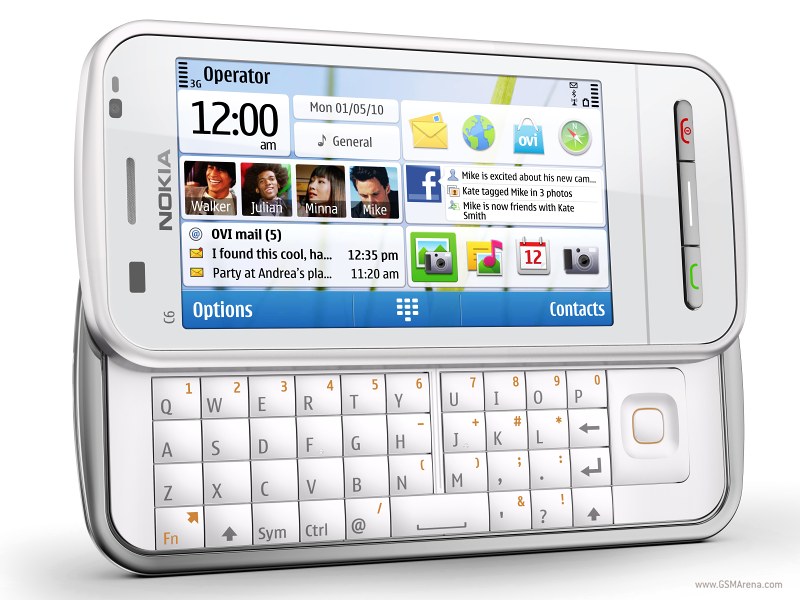 3G Operator
12:00
am
Mon 01/05/10
General
ovi
Walker Julian Minna Mike
f
Mike is excited about his new cam...
Kate tagged Mike in 3 photos
Mike is now friends with Kate
Smith
@ OVI mail (5)
I found this cool, ha... 12:35 pm
Party at Andrea's pla... 11:20 am
12
Options
Contacts
NOKIA
C6
Q 1 W 2 E 3 R 4 T 5 Y 6 U 7 I 8 O 9 P 0
A S D F G H - J + K # L * ←
Z X C V B N ( M ) , ; . : ↵
Fn Sym Ctrl @ / ' & ? !
www.GSMArena.com